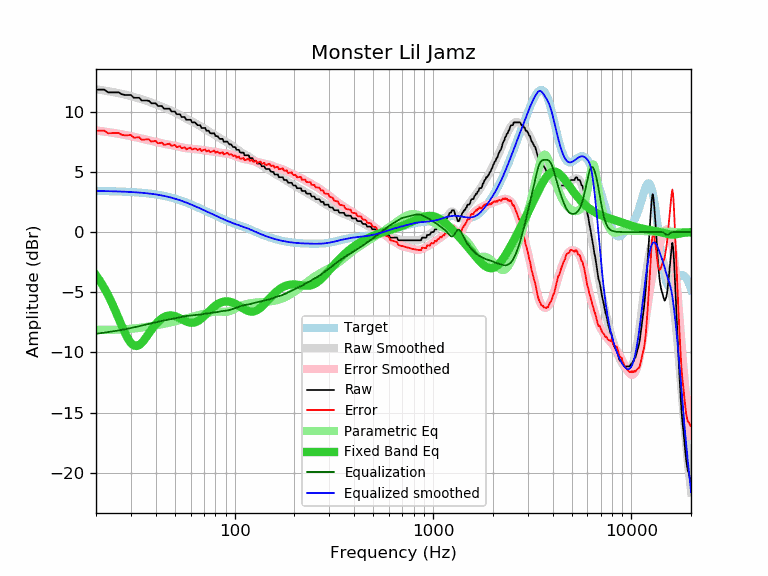 Monster Lil Jamz
Amplitude (dBr)
10
5
0
−5
−10
−15
−20
Target
Raw Smoothed
Error Smoothed
Raw
Error
Parametric Eq
Fixed Band Eq
Equalization
Equalized smoothed
100 1000 10000
Frequency (Hz)